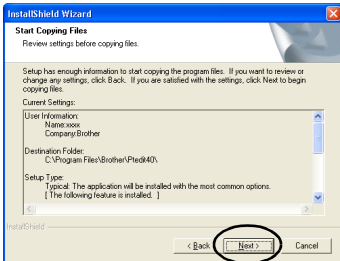 InstallShield Wizard
Start Copying Files
Review settings before copying files.
Setup has enough information to start copying the program files. If you want to review or
change any settings, click Back. If you are satisfied with the settings, click Next to begin
copying files.
Current Settings:
User Information:
Name:xxxx
Company:Brother
Destination Folder:
C:\Program Files\Brother\Ptedit40\
Setup Type:
Typical: The application will be installed with the most common options.
[ The following feature is installed. ]
InstallShield
< Back
Next >
Cancel